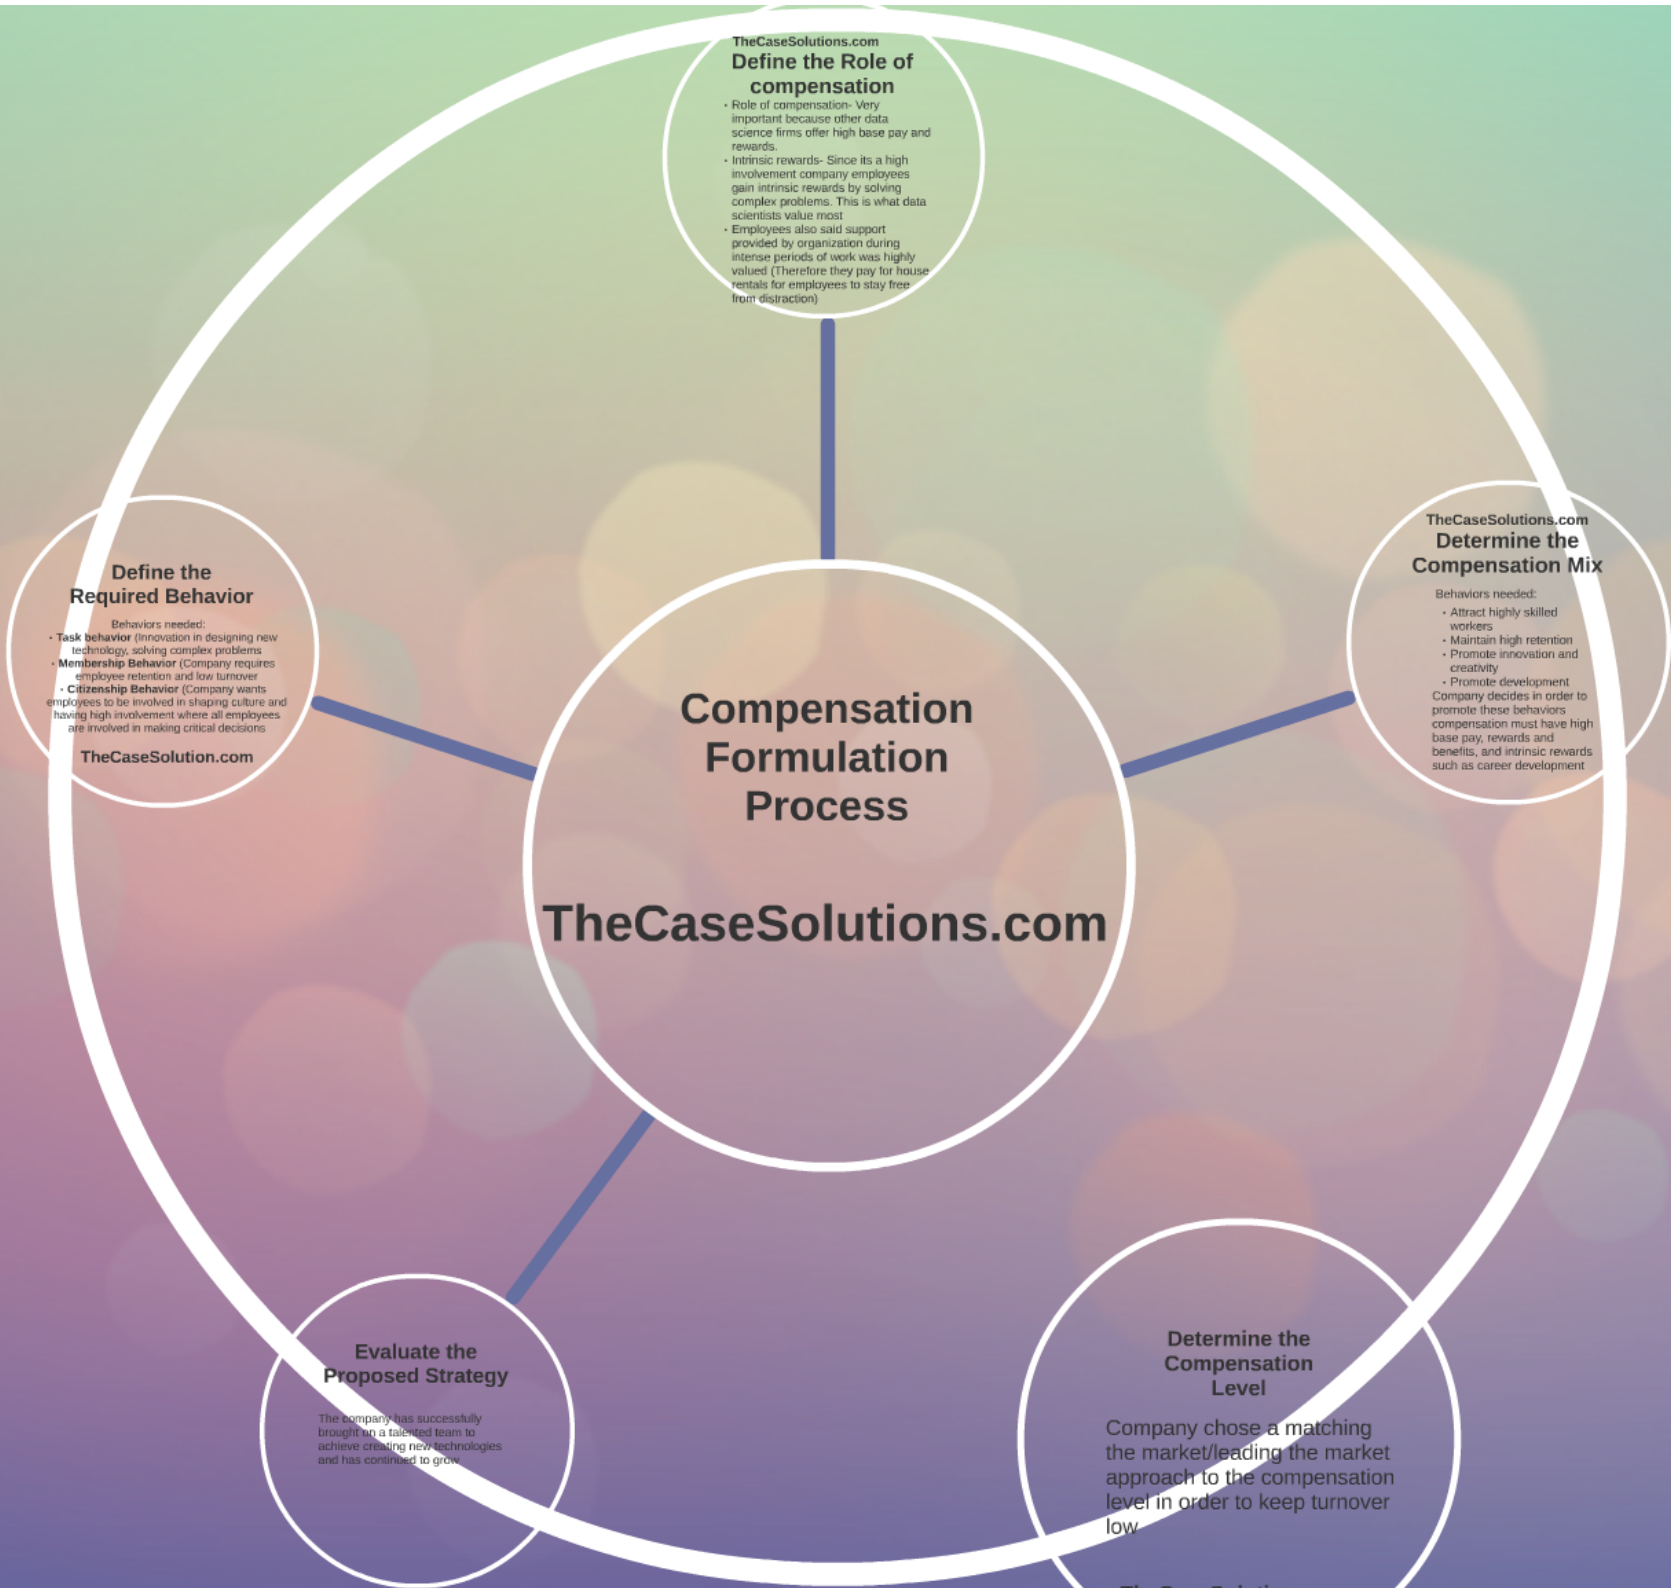 TheCaseSolutions.com
Define the Role of
compensation
• Role of compensation- Very
important because other data
science firms offer high base pay and
rewards.
• Intrinsic rewards- Since its a high
involvement company employees
gain intrinsic rewards by solving
complex problems. This is what data
scientists value most
• Employees also said support
provided by organization during
intense periods of work was highly
valued (Therefore they pay for house
rentals for employees to stay free
from distraction)
Define the
Required Behavior
Behaviors needed:
• Task behavior (Innovation in designing new
technology, solving complex problems
• Membership Behavior (Company requires
employee retention and low turnover
• Citizenship Behavior (Company wants
employees to be involved in shaping culture and
having high involvement where all employees
are involved in making critical decisions
TheCaseSolution.com
TheCaseSolutions.com
Determine the
Compensation Mix
Behaviors needed:
• Attract highly skilled
workers
• Maintain high retention
• Promote innovation and
creativity
• Promote development
Company decides in order to
promote these behaviors
compensation must have high
base pay, rewards and
benefits, and intrinsic rewards
such as career development
Compensation
Formulation
Process
TheCaseSolutions.com
Evaluate the
Proposed Strategy
The company has successfully
brought on a talented team to
achieve creating new technologies
and has continued to grow
Determine the
Compensation
Level
Company chose a matching
the market/leading the market
approach to the compensation
level in order to keep turnover
low